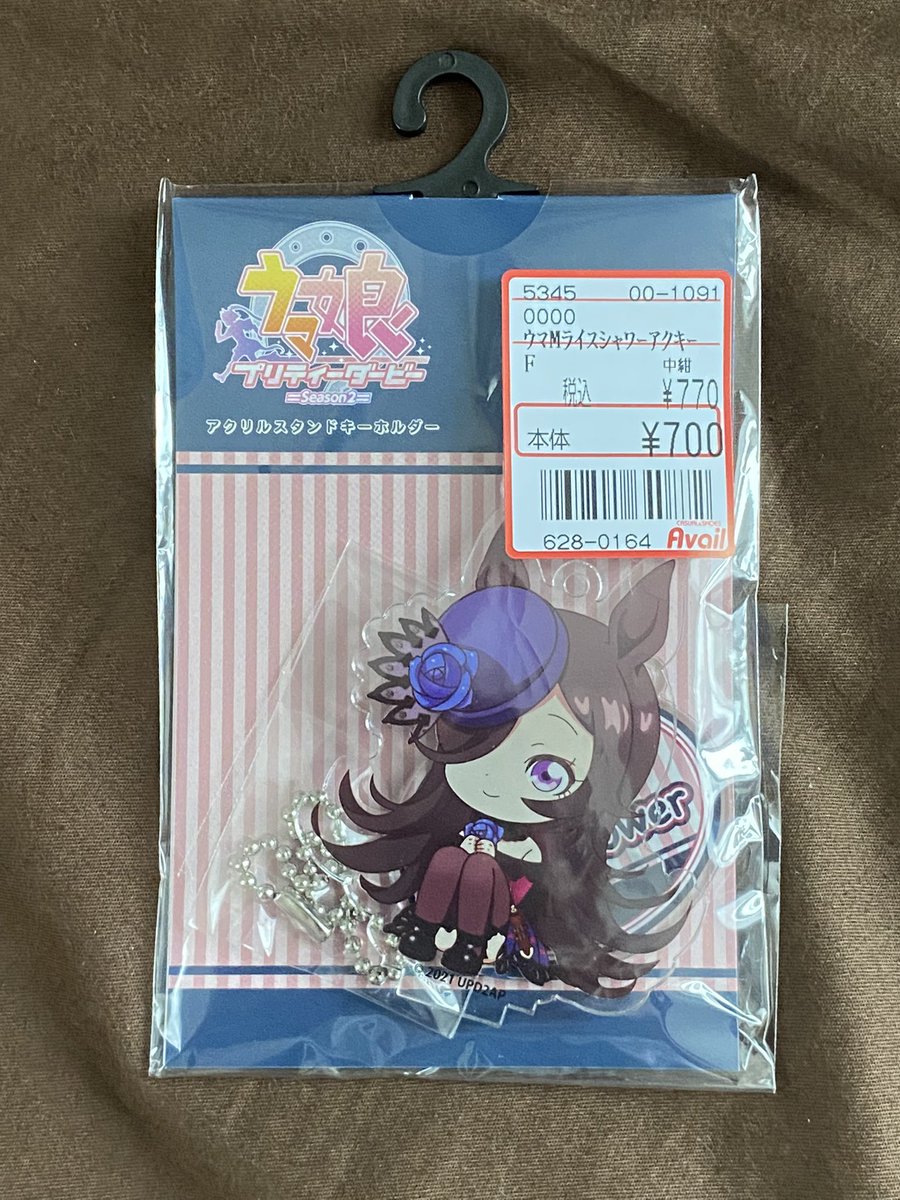 ウマ娘
プリティーダービー
Season2
アクリルスタンドキーホルダー
5345 00-1091
0000
ウマMライスシャワーアクキー
F 中紺
税込 ¥770
本体 ¥700
628-0164
CASUAL&SHOES
Avail
ower
© 2021 UPD2AP